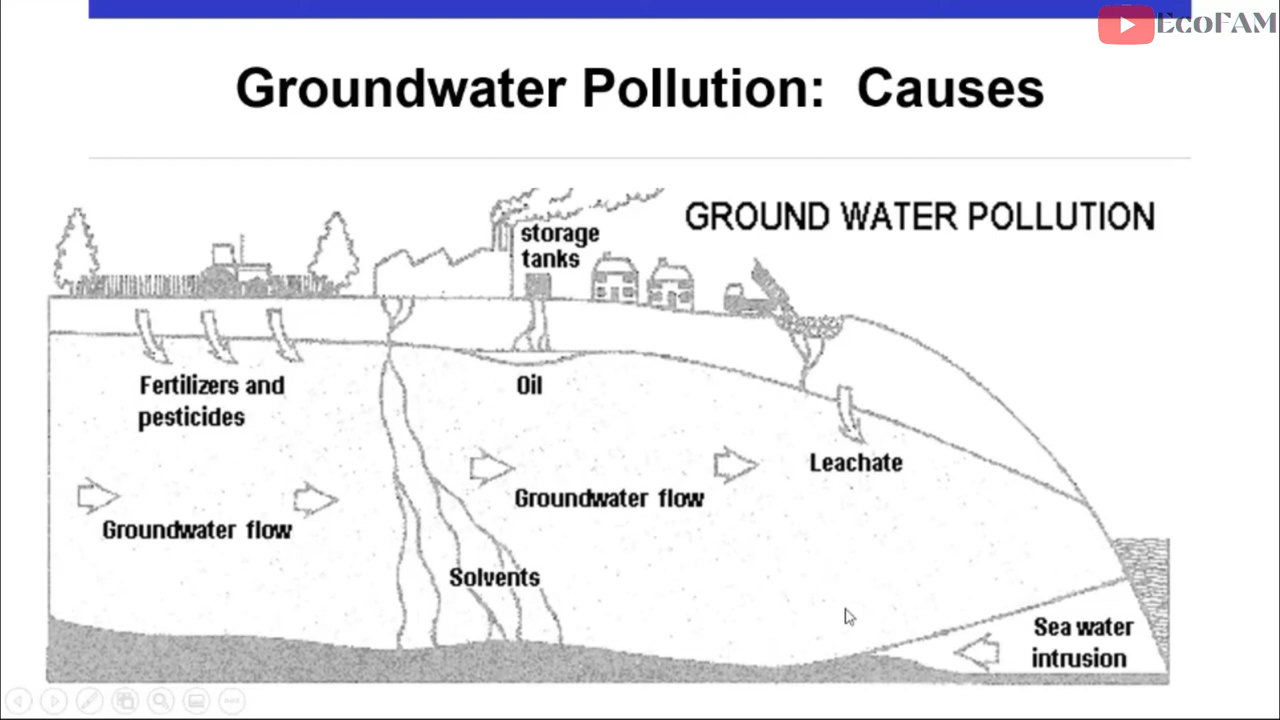 EcoFAM
Groundwater Pollution: Causes
GROUND WATER POLLUTION
storage
tanks
Fertilizers and
pesticides
Oil
Leachate
Groundwater flow
Groundwater flow
Solvents
Sea water
intrusion